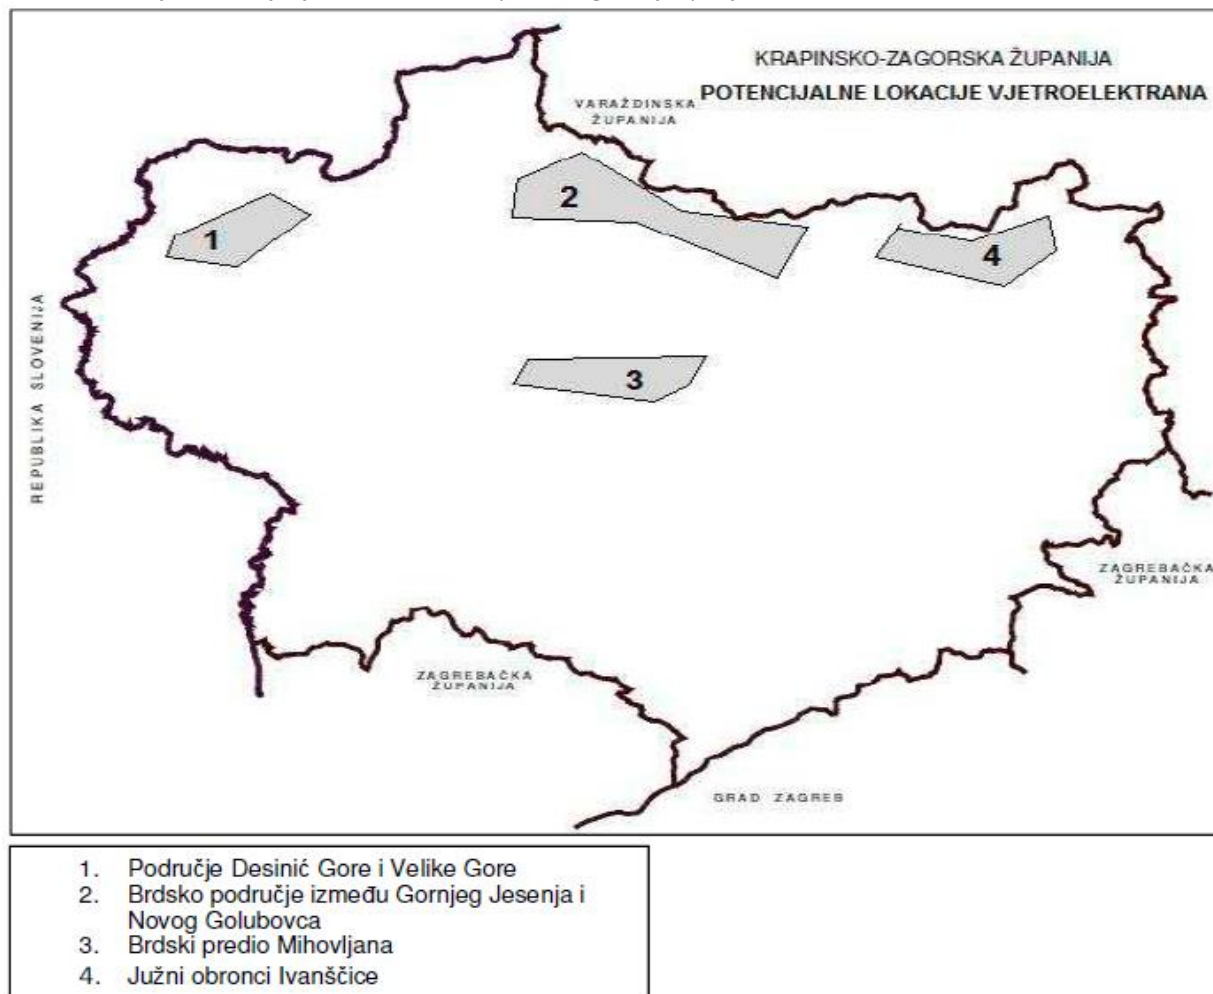 KRAPINSKO-ZAGORSKA ŽUPANIJA
POTENCIJALNE LOKACIJE VJETROELEKTRANA
VARAŽDINSKA
ŽUPANIJA
2
1
4
REPUBLIKA SLOVENIJA
3
ZAGREBAČKA
ŽUPANIJA
ZAGREBAČKA
ŽUPANIJA
GRAD ZAGREB
1. Područje Desinić Gore i Velike Gore
2. Brdsko područje između Gornjeg Jesenja i
Novog Golubovca
3. Brdski predio Mihovljana
4. Južni obronci Ivanščice